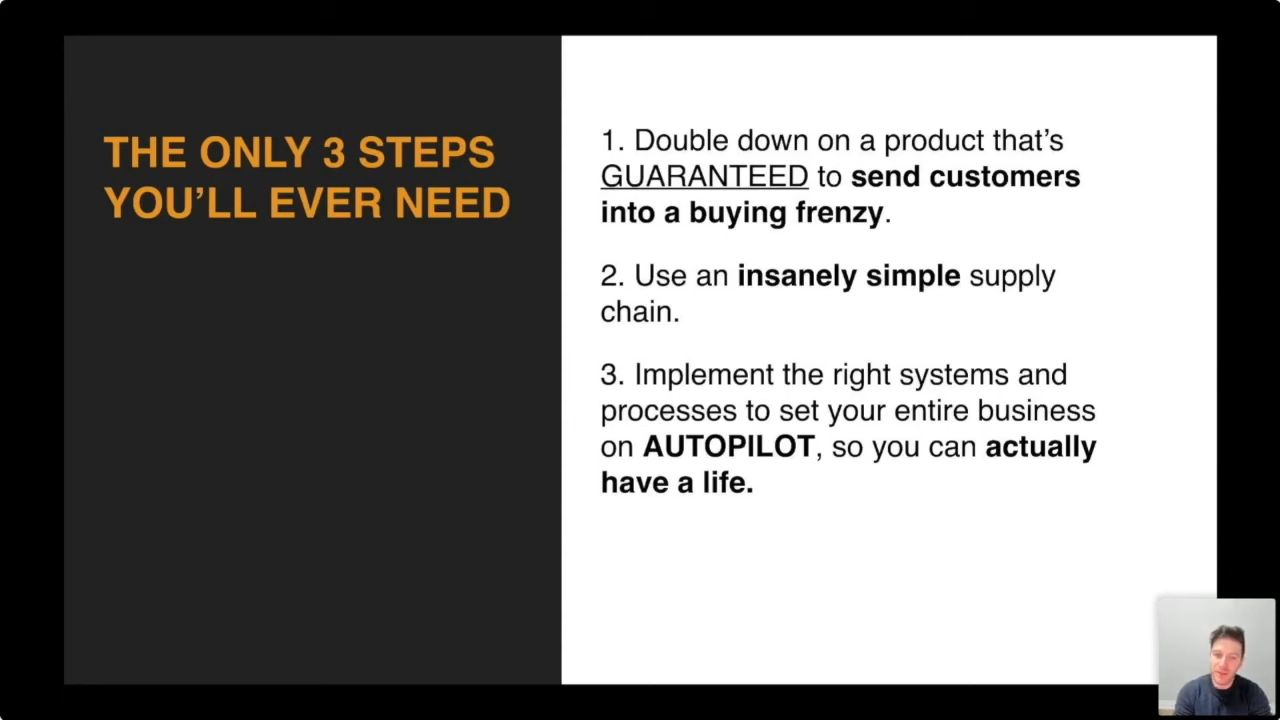 THE ONLY 3 STEPS
YOU’LL EVER NEED
1. Double down on a product that’s
GUARANTEED to send customers
into a buying frenzy.
2. Use an insanely simple supply
chain.
3. Implement the right systems and
processes to set your entire business
on AUTOPILOT, so you can actually
have a life.